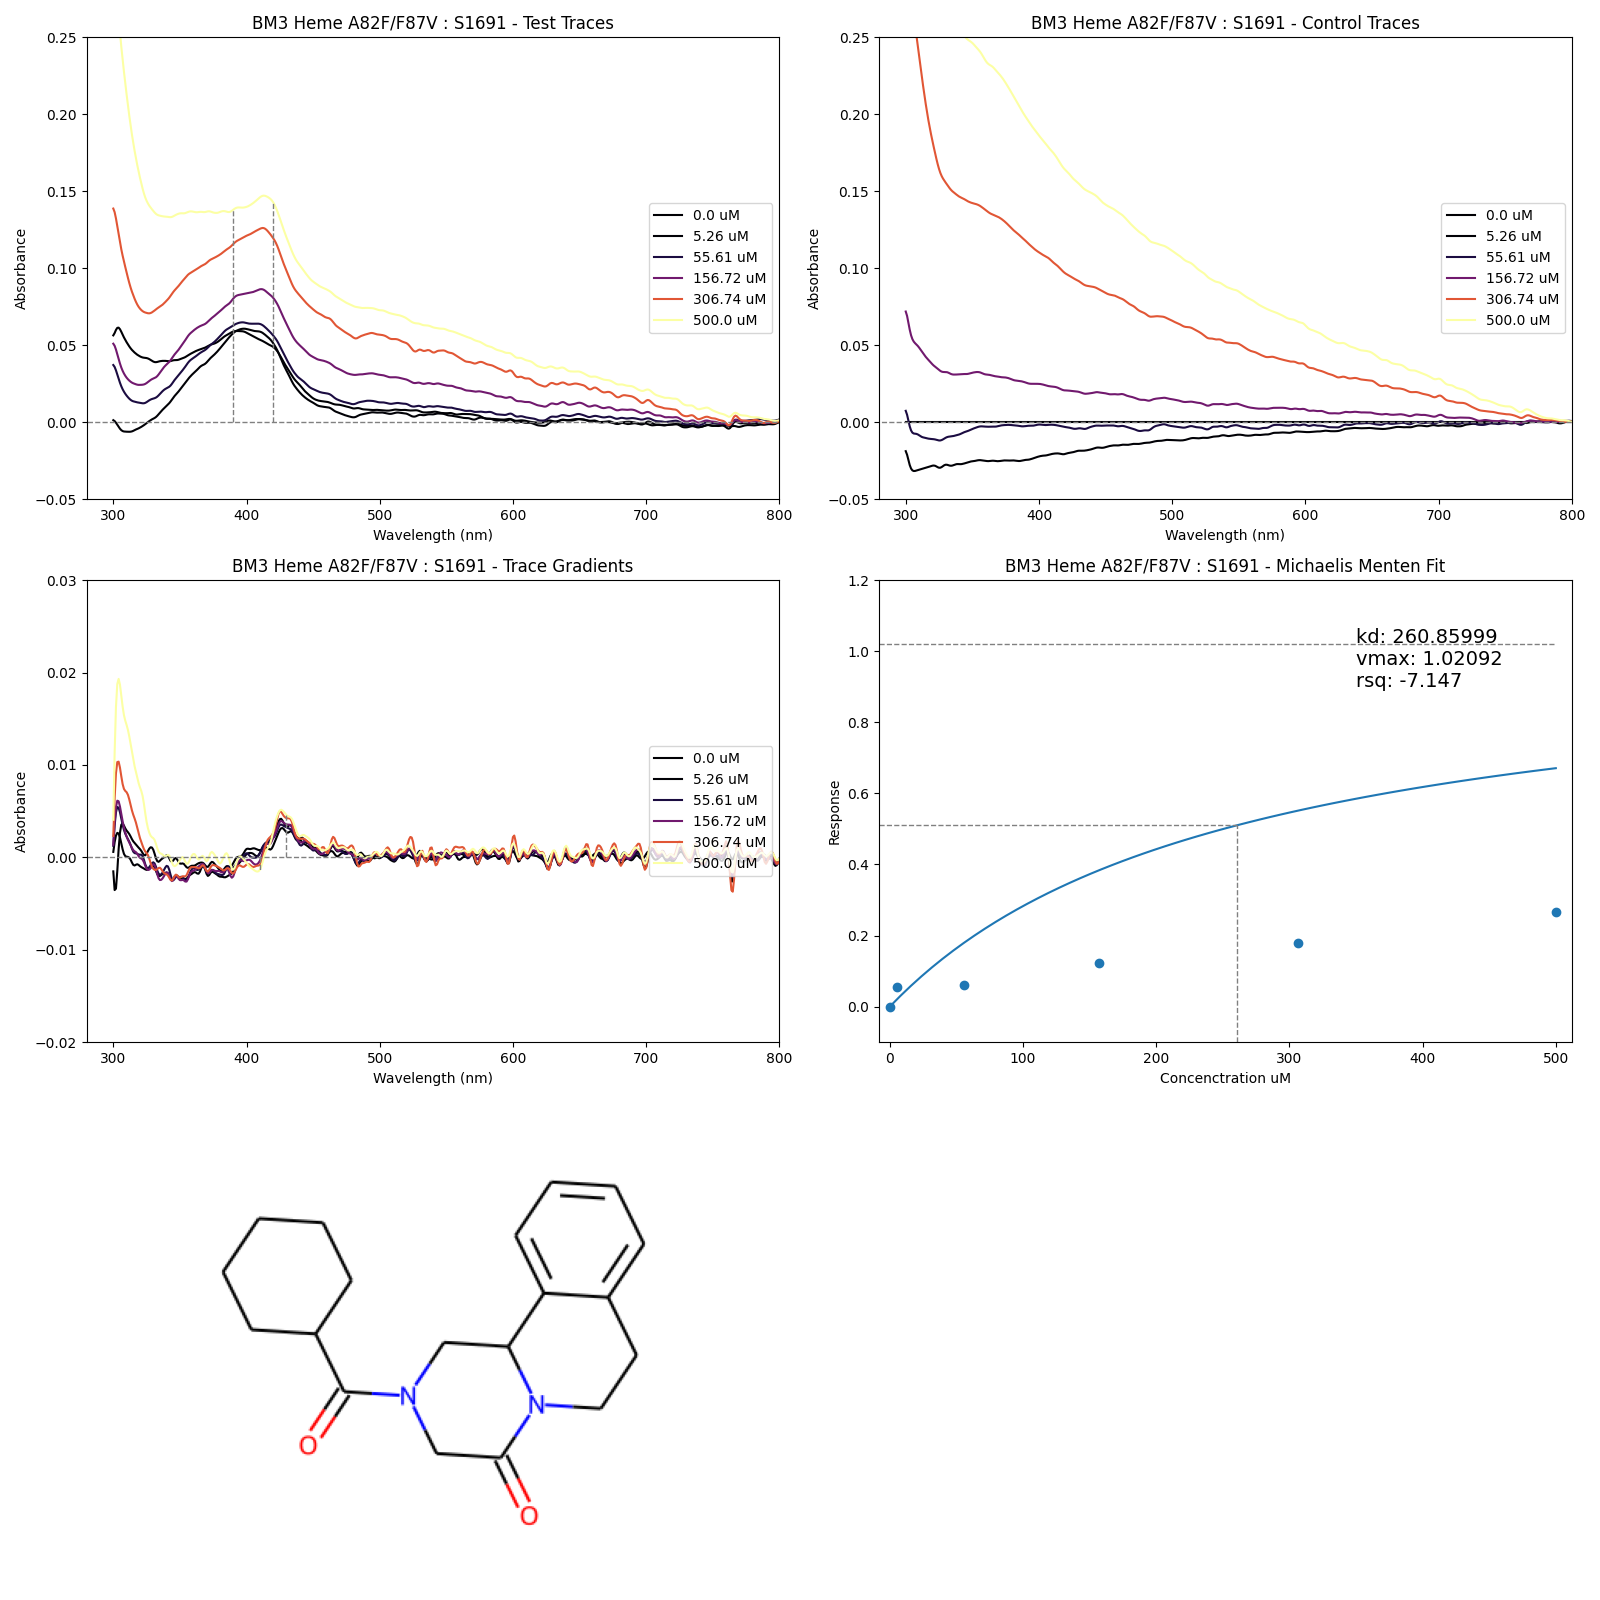 BM3 Heme A82F/F87V : S1691 - Test Traces
0.25
0.20
0.15
0.10
0.05
0.00
−0.05
Absorbance
300 400 500 600 700 800
Wavelength (nm)
0.0 uM
5.26 uM
55.61 uM
156.72 uM
306.74 uM
500.0 uM
BM3 Heme A82F/F87V : S1691 - Control Traces
0.25
0.20
0.15
0.10
0.05
0.00
−0.05
Absorbance
300 400 500 600 700 800
Wavelength (nm)
0.0 uM
5.26 uM
55.61 uM
156.72 uM
306.74 uM
500.0 uM
BM3 Heme A82F/F87V : S1691 - Trace Gradients
0.03
0.02
0.01
0.00
−0.01
−0.02
Absorbance
300 400 500 600 700 800
Wavelength (nm)
0.0 uM
5.26 uM
55.61 uM
156.72 uM
306.74 uM
500.0 uM
BM3 Heme A82F/F87V : S1691 - Michaelis Menten Fit
1.2
1.0
0.8
0.6
0.4
0.2
0.0
Response
0 100 200 300 400 500
Concenctration uM
kd: 260.85999
vmax: 1.02092
rsq: -7.147
N
N
O
O